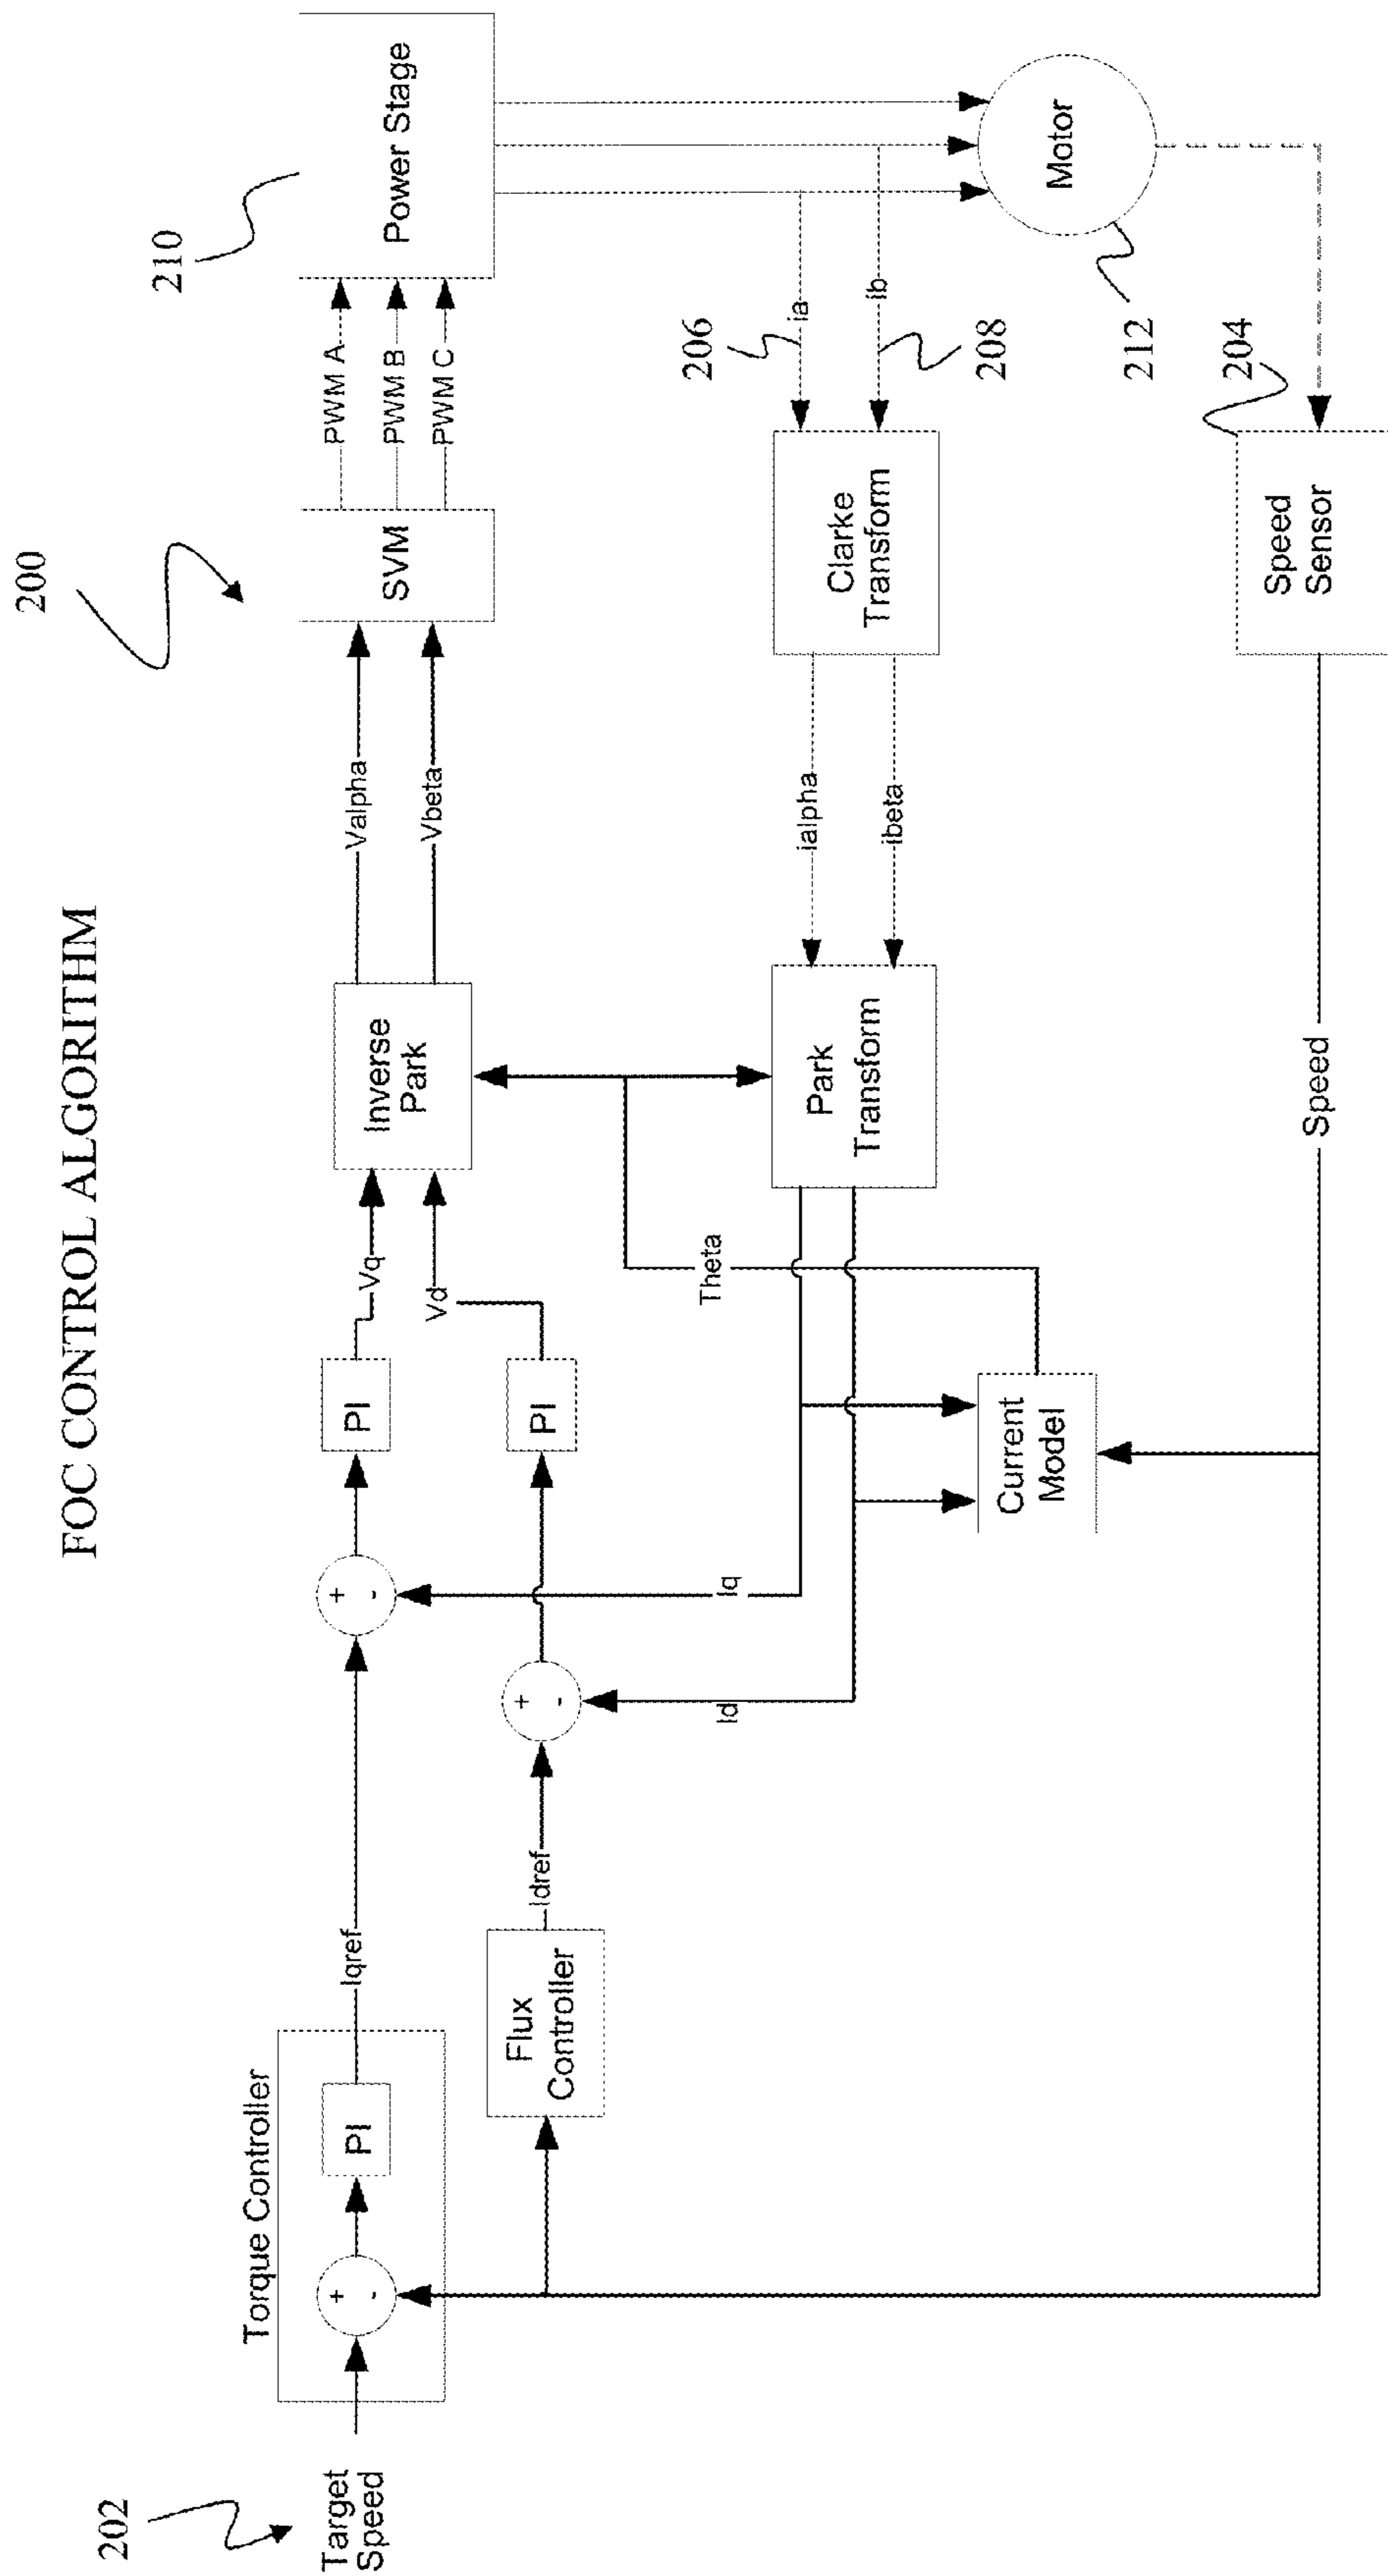 FOC CONTROL ALGORITHM
200
202
Target
Speed
Torque Controller
PI
+
-
Iqref
+
-
PI
Vq
Inverse
Park
Valpha
Vbeta
SVM
PWM A
PWM B
PWM C
210
Power Stage
Flux
Controller
Idref
+
-
PI
Vd
Iq
Id
Theta
Park
Transform
ialpha
ibeta
Clarke
Transform
206
ia
ib
208
Motor
212
Current
Model
204
Speed
Sensor
Speed